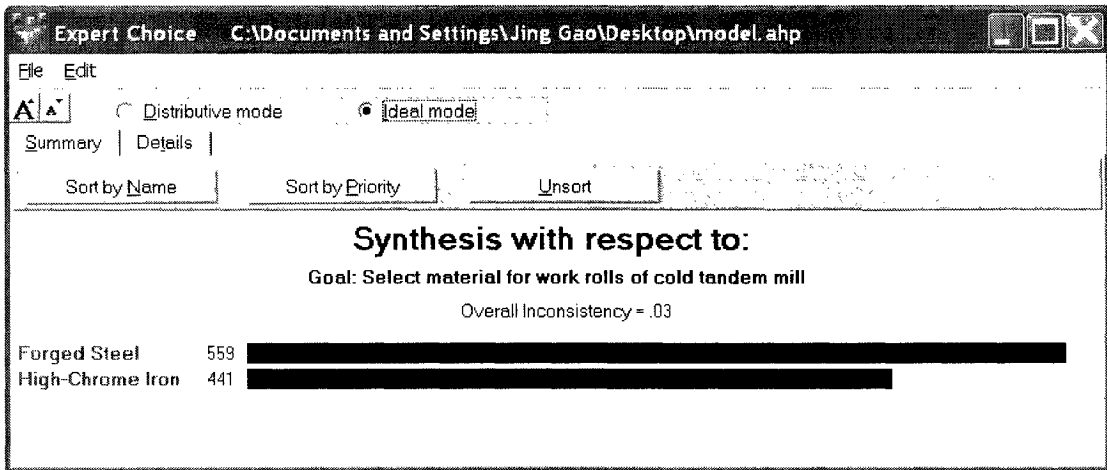 Expert Choice C:\Documents and Settings\Jing Gao\Desktop\model.ahp
File Edit
A A Distributive mode Ideal mode
Summary Details
Sort by Name Sort by Priority Unsort
Synthesis with respect to:
Goal: Select material for work rolls of cold tandem mill
Overall Inconsistency = .03
Forged Steel 559
High-Chrome Iron 441